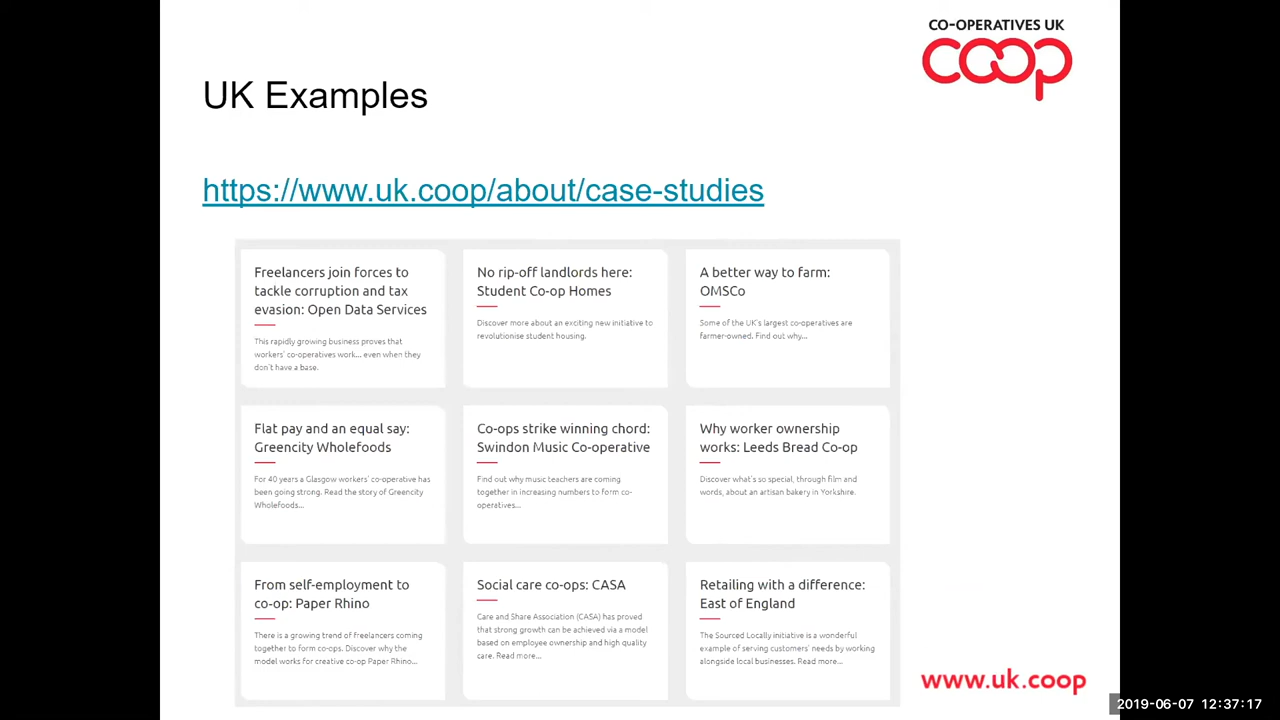 CO-OPERATIVES UK
coop
UK Examples
https://www.uk.coop/about/case-studies
Freelancers join forces to
tackle corruption and tax
evasion: Open Data Services
This rapidly growing business proves that
workers' co-operatives work... even when they
don't have a base.
No rip-off landlords here:
Student Co-op Homes
Discover more about an exciting new initiative to
revolutionise student housing.
A better way to farm:
OMSCo
Some of the UK's largest co-operatives are
farmer-owned. Find out why...
Flat pay and an equal say:
Greencity Wholefoods
For 40 years a Glasgow workers' co-operative has
been going strong. Read the story of Greencity
Wholefoods...
Co-ops strike winning chord:
Swindon Music Co-operative
Find out why music teachers are coming
together in increasing numbers to form co-
operatives...
Why worker ownership
works: Leeds Bread Co-op
Discover what's so special, through film and
words, about an artisan bakery in Yorkshire.
From self-employment to
co-op: Paper Rhino
There is a growing trend of freelancers coming
together to form co-ops. Discover why the
model works for creative co-op Paper Rhino...
Social care co-ops: CASA
Care and Share Association (CASA) has proved
that strong growth can be achieved via a model
based on employee ownership and high quality
care. Read more...
Retailing with a difference:
East of England
The Sourced Locally initiative is a wonderful
example of serving customers' needs by working
alongside local businesses. Read more...
www.uk.coop
2019-06-07 12:37:17